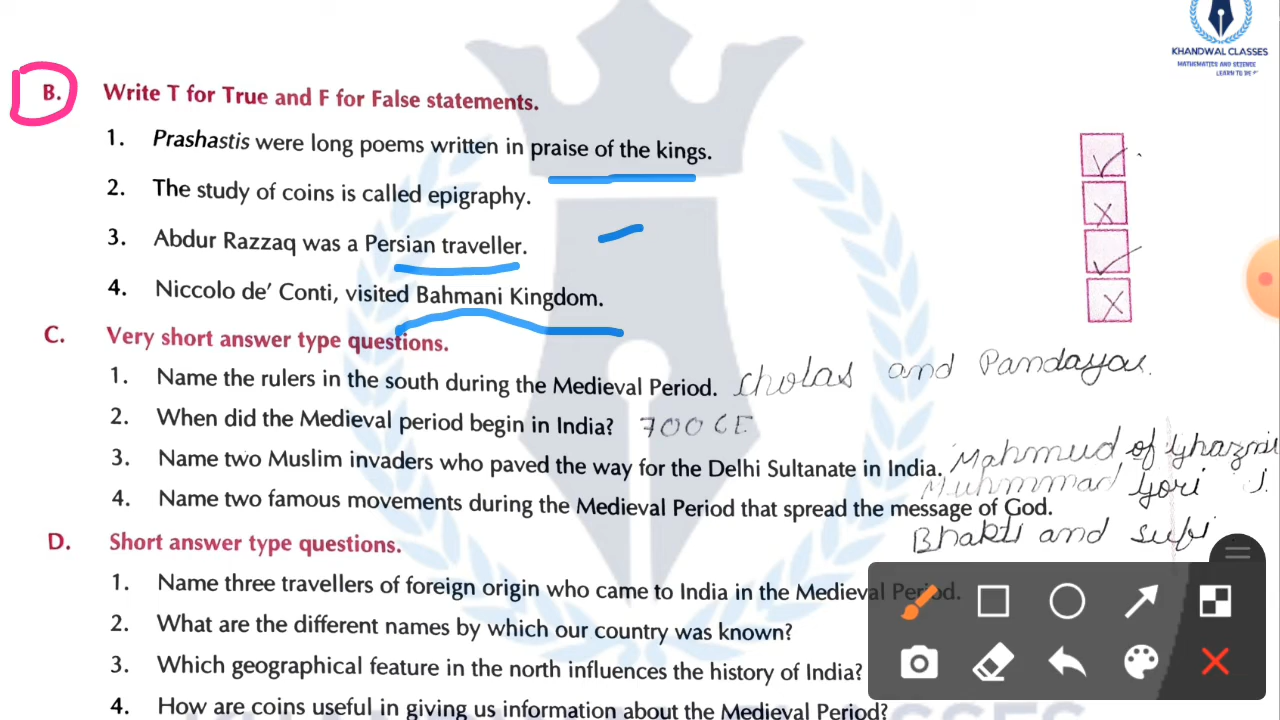 KHANDWAL CLASSES
MATHEMATICS AND SCIENCE
LEARN TO BE
B. Write T for True and F for False statements.
1. Prashastis were long poems written in praise of the kings.
2. The study of coins is called epigraphy.
3. Abdur Razzaq was a Persian traveller.
4. Niccolo de' Conti, visited Bahmani Kingdom.
C. Very short answer type questions.
1. Name the rulers in the south during the Medieval Period. Cholas and Pandayas.
2. When did the Medieval period begin in India? 700 CE
3. Name two Muslim invaders who paved the way for the Delhi Sultanate in India. Mahmud of Ghazni
Muhmmad Gori
4. Name two famous movements during the Medieval Period that spread the message of God.
Bhakti and Sufi
D. Short answer type questions.
1. Name three travellers of foreign origin who came to India in the Medieval Period.
2. What are the different names by which our country was known?
3. Which geographical feature in the north influences the history of India?
4. How are coins useful in giving us information about the Medieval Period?